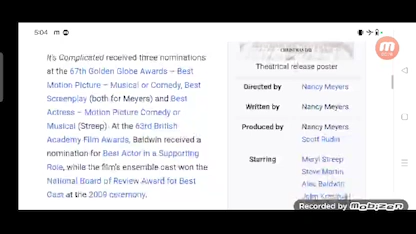 5:04
It's Complicated received three nominations
at the 67th Golden Globe Awards – Best
Motion Picture – Musical or Comedy, Best
Screenplay (both for Meyers) and Best
Actress – Motion Picture Comedy or
Musical (Streep). At the 63rd British
Academy Film Awards, Baldwin received a
nomination for Best Actor in a Supporting
Role, while the film's ensemble cast won the
National Board of Review Award for Best
Cast at the 2009 ceremony.
Theatrical release poster
Directed by Nancy Meyers
Written by Nancy Meyers
Produced by Nancy Meyers
Scott Rudin
Starring Meryl Streep
Steve Martin
Alec Baldwin
John Krasinski
Recorded by mobizen